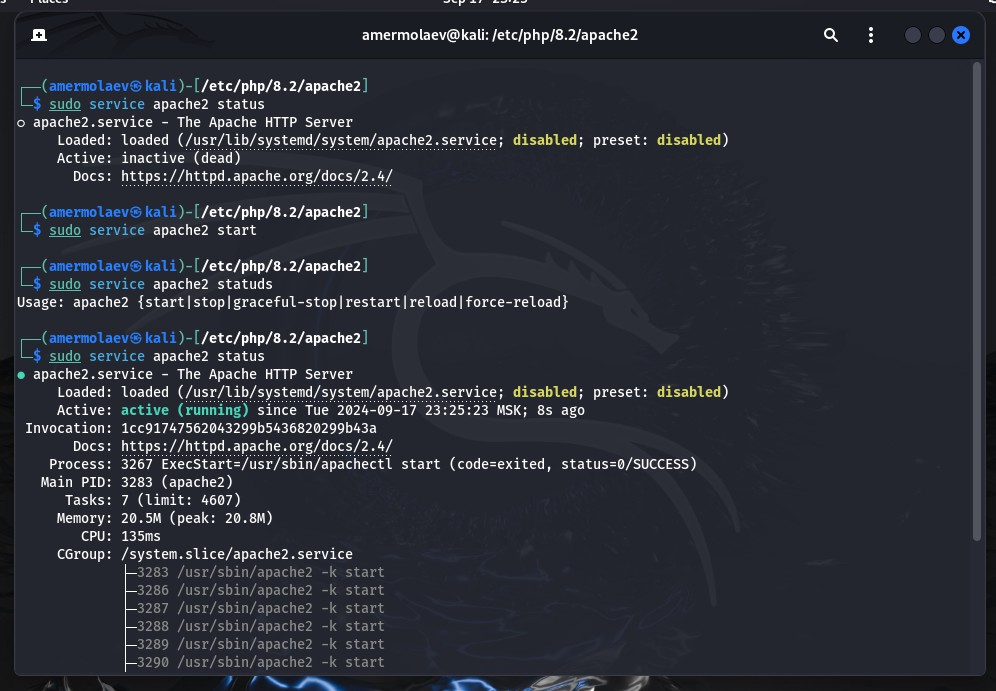 Places
Sep 17 23:25
amermolaev@kali: /etc/php/8.2/apache2
┌──(amermolaev㉿kali)-[/etc/php/8.2/apache2]
└─$ sudo service apache2 status
○ apache2.service - The Apache HTTP Server
Loaded: loaded (/usr/lib/systemd/system/apache2.service; disabled; preset: disabled)
Active: inactive (dead)
Docs: https://httpd.apache.org/docs/2.4/
┌──(amermolaev㉿kali)-[/etc/php/8.2/apache2]
└─$ sudo service apache2 start
┌──(amermolaev㉿kali)-[/etc/php/8.2/apache2]
└─$ sudo service apache2 statuds
Usage: apache2 {start|stop|graceful-stop|restart|reload|force-reload}
┌──(amermolaev㉿kali)-[/etc/php/8.2/apache2]
└─$ sudo service apache2 status
● apache2.service - The Apache HTTP Server
Loaded: loaded (/usr/lib/systemd/system/apache2.service; disabled; preset: disabled)
Active: active (running) since Tue 2024-09-17 23:25:23 MSK; 8s ago
Invocation: 1cc91747562043299b5436820299b43a
Docs: https://httpd.apache.org/docs/2.4/
Process: 3267 ExecStart=/usr/sbin/apachectl start (code=exited, status=0/SUCCESS)
Main PID: 3283 (apache2)
Tasks: 7 (limit: 4607)
Memory: 20.5M (peak: 20.8M)
CPU: 135ms
CGroup: /system.slice/apache2.service
├─3283 /usr/sbin/apache2 -k start
├─3286 /usr/sbin/apache2 -k start
├─3287 /usr/sbin/apache2 -k start
├─3288 /usr/sbin/apache2 -k start
├─3289 /usr/sbin/apache2 -k start
├─3290 /usr/sbin/apache2 -k start